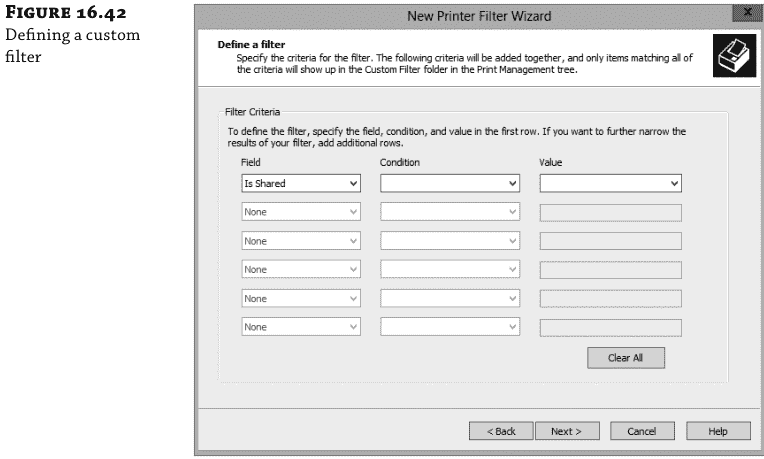 FIGURE 16.42
Defining a custom
filter
New Printer Filter Wizard
x
Define a filter
Specify the criteria for the filter. The following criteria will be added together, and only items matching all of
the criteria will show up in the Custom Filter folder in the Print Management tree.
Filter Criteria
To define the filter, specify the field, condition, and value in the first row. If you want to further narrow the
results of your filter, add additional rows.
Field Condition Value
Is Shared
None
None
None
None
None
Clear All
< Back Next > Cancel Help